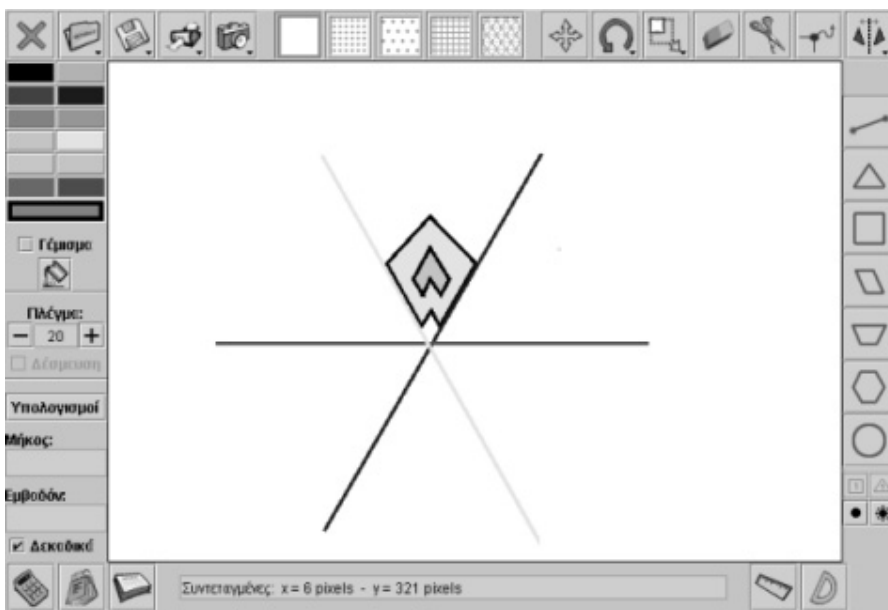 Γέμισμα
Πλέγμα:
20
Δέσμευση
Υπολογισμοί
Μήκος:
Εμβαδόν:
Δεκαδικά
Συντεταγμένες: x = 6 pixels - y = 321 pixels